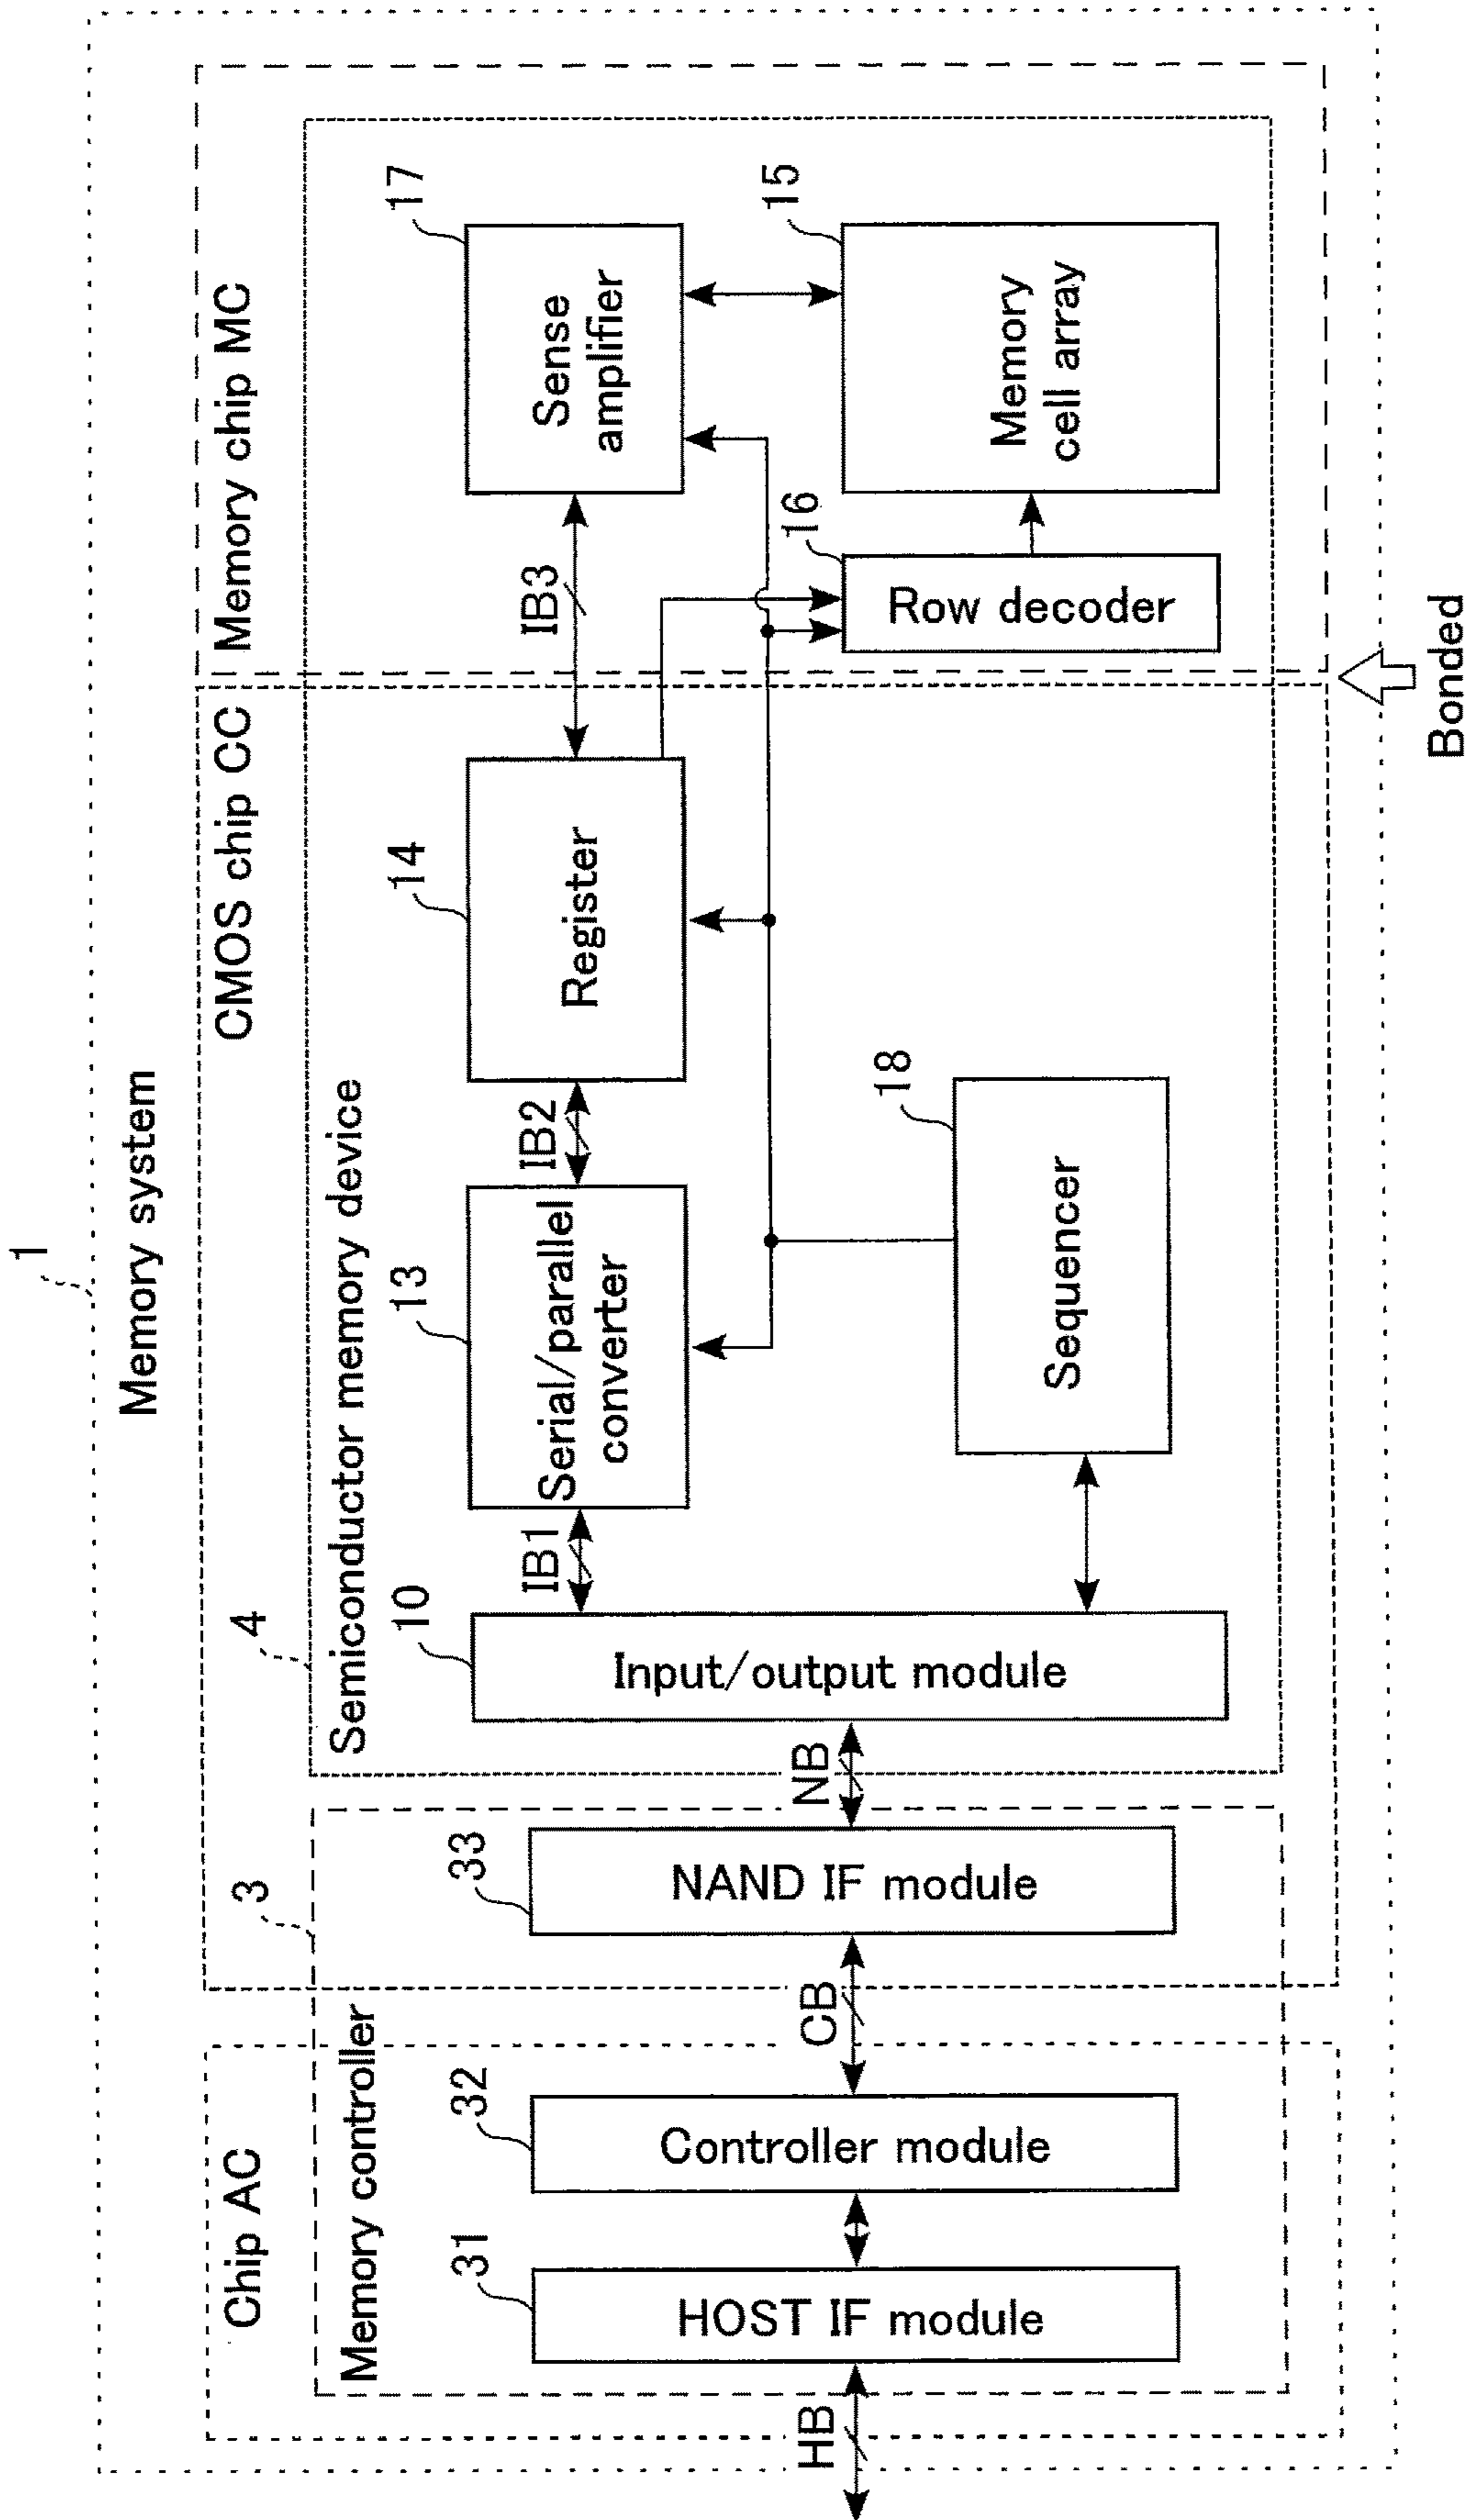 1
Memory system
Chip AC
CMOS chip CC
Memory chip MC
3
4
Memory controller
Semiconductor memory device
HB
31
HOST IF module
32
Controller module
CB
33
NAND IF module
NB
10
Input/output module
IB1
13
Serial/parallel
converter
IB2
14
Register
IB3
17
Sense
amplifier
18
Sequencer
16
Row decoder
15
Memory
cell array
Bonded